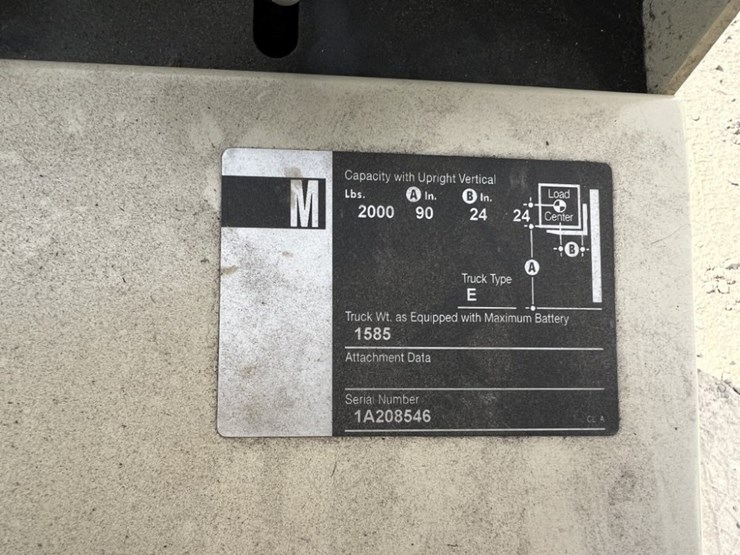 M
Capacity with Upright Vertical
Lbs. A In. B In.
2000 90 24 24
Load
Center
B
A
Truck Type
E
Truck Wt. as Equipped with Maximum Battery
1585
Attachment Data
Serial Number
1A208546